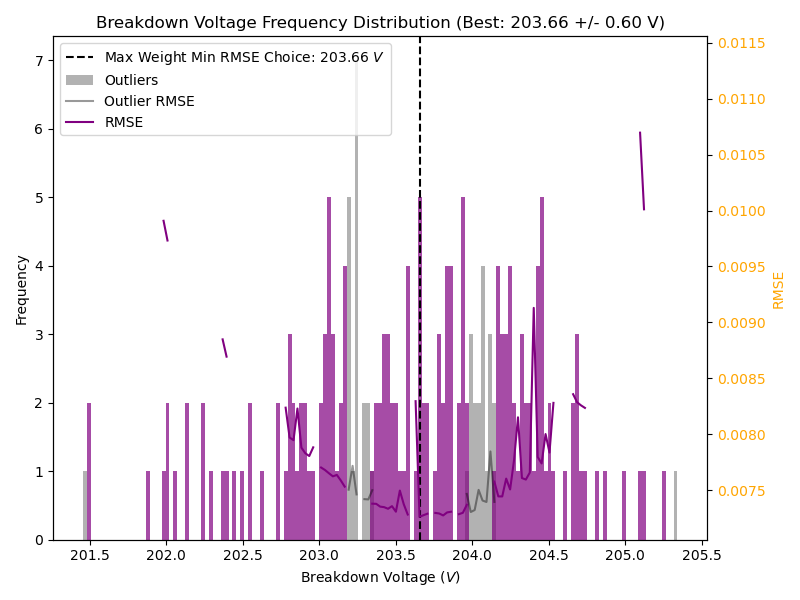 Breakdown Voltage Frequency Distribution (Best: 203.66 +/- 0.60 V)
Max Weight Min RMSE Choice: 203.66 V
Outliers
Outlier RMSE
RMSE
Frequency
7
6
5
4
3
2
1
0
0.0115
0.0110
0.0105
0.0100
0.0095
0.0090
0.0085
0.0080
0.0075
RMSE
201.5 202.0 202.5 203.0 203.5 204.0 204.5 205.0 205.5
Breakdown Voltage (V)